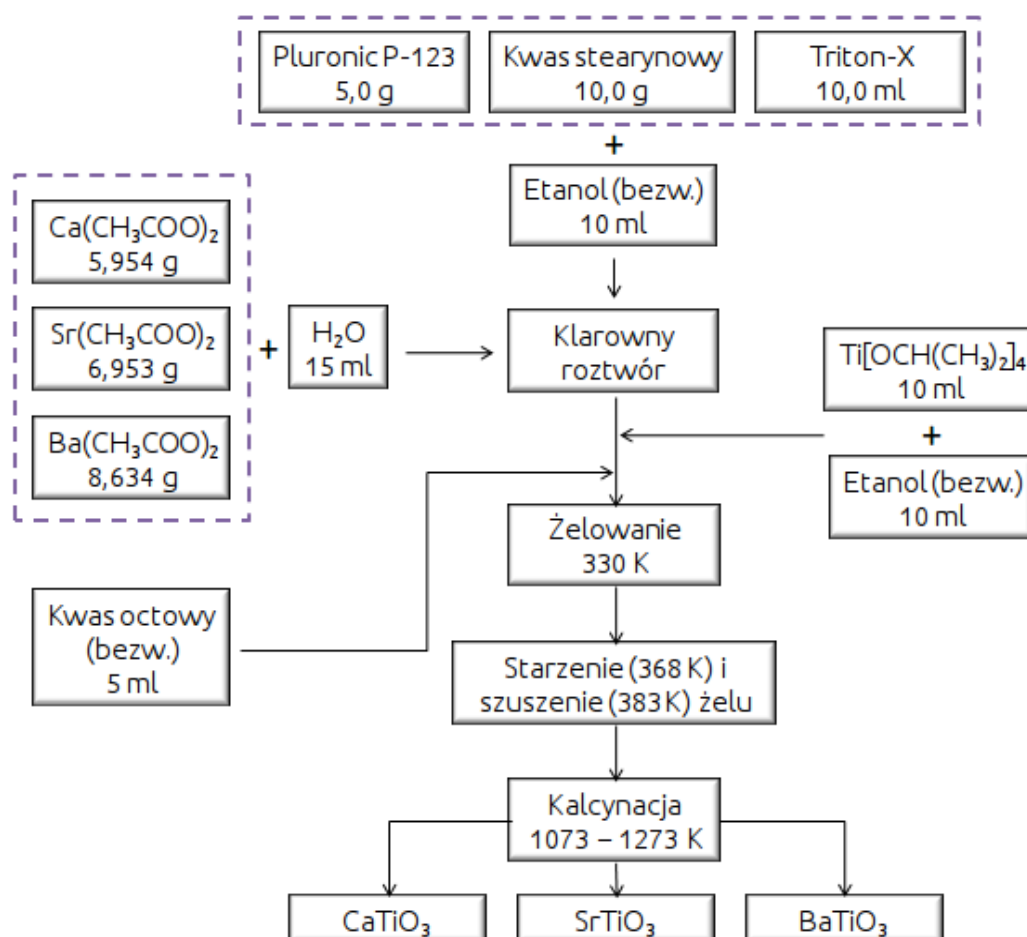 Pluronic P-123
5,0 g
Kwas stearynowy
10,0 g
Triton-X
10,0 ml
+
Etanol (bezw.)
10 ml
Ca(CH₃COO)₂
5,954 g
Sr(CH₃COO)₂
6,953 g
Ba(CH₃COO)₂
8,634 g
+
H₂O
15 ml
Klarowny
roztwór
Ti[OCH(CH₃)₂]₄
10 ml
+
Etanol (bezw.)
10 ml
Kwas octowy
(bezw.)
5 ml
Żelowanie
330 K
Starzenie (368 K) i
szuszenie (383 K) żelu
Kalcynacja
1073 – 1273 K
CaTiO₃
SrTiO₃
BaTiO₃